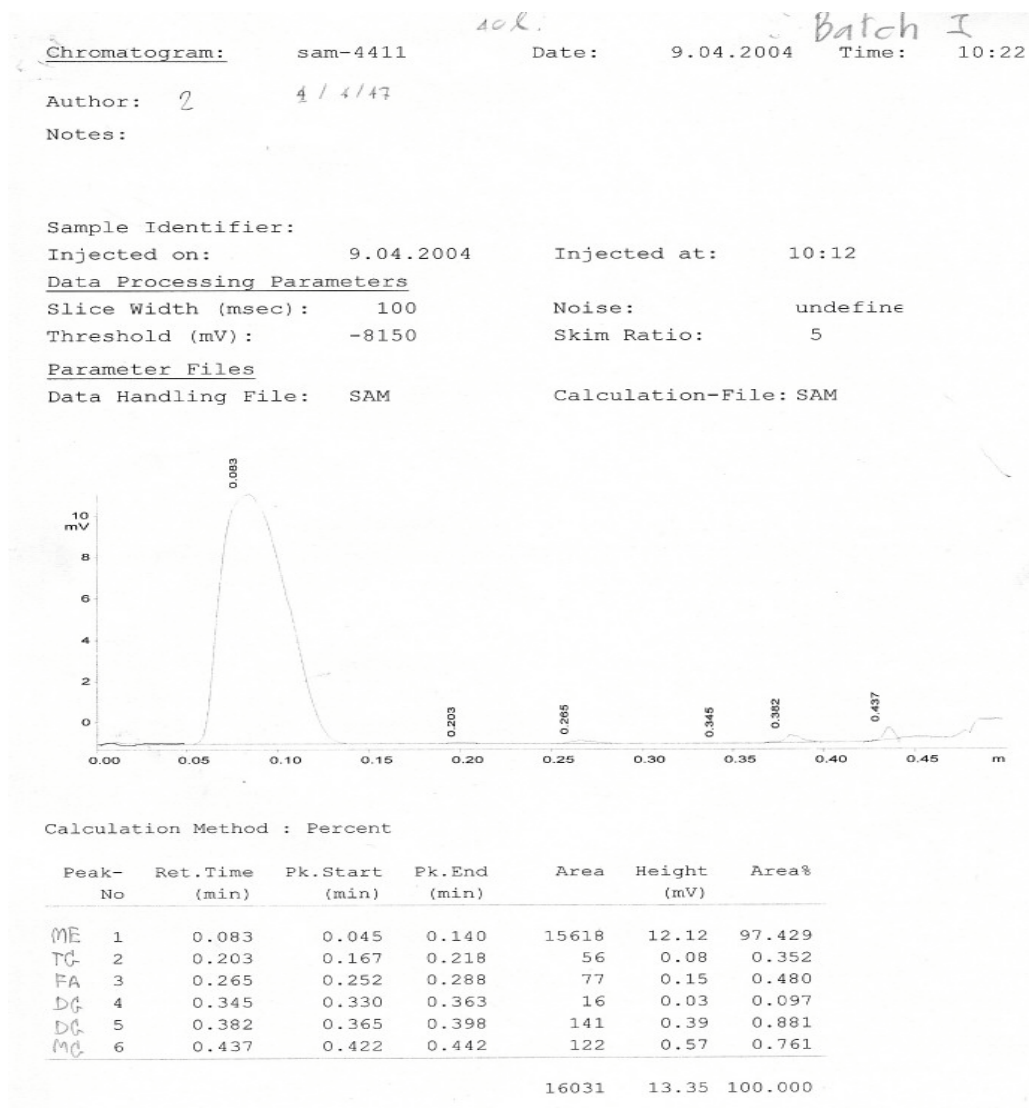 sol. Batch I
Chromatogram: sam-4411 Date: 9.04.2004 Time: 10:22
Author: 2 4 / 6 / 47
Notes:
Sample Identifier:
Injected on: 9.04.2004 Injected at: 10:12
Data Processing Parameters
Slice Width (msec): 100 Noise: undefine
Threshold (mV): -8150 Skim Ratio: 5
Parameter Files
Data Handling File: SAM Calculation-File: SAM
0.083
10
mV
8
6
4
2
0
0.203 0.265 0.345 0.382 0.437
0.00 0.05 0.10 0.15 0.20 0.25 0.30 0.35 0.40 0.45 m
Calculation Method : Percent
Peak- Ret.Time Pk.Start Pk.End Area Height Area%
No (min) (min) (min) (mV)
ME 1 0.083 0.045 0.140 15618 12.12 97.429
TG 2 0.203 0.167 0.218 56 0.08 0.352
FA 3 0.265 0.252 0.288 77 0.15 0.480
DG 4 0.345 0.330 0.363 16 0.03 0.097
DG 5 0.382 0.365 0.398 141 0.39 0.881
MG 6 0.437 0.422 0.442 122 0.57 0.761
16031 13.35 100.000